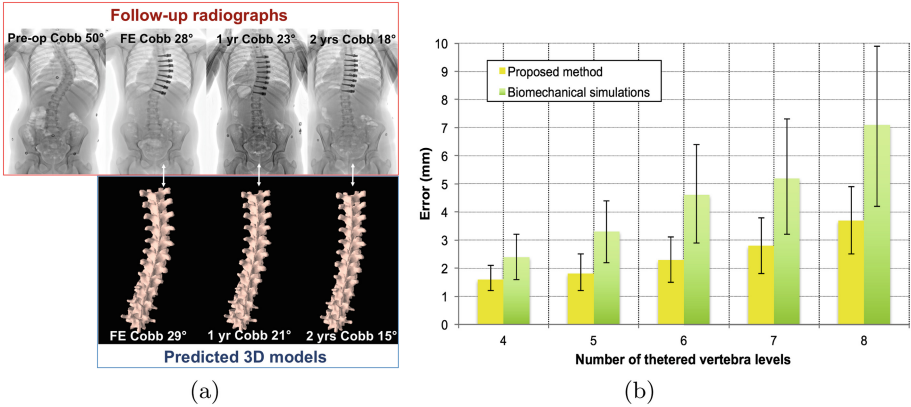 Follow-up radiographs
Pre-op Cobb 50° FE Cobb 28° 1 yr Cobb 23° 2 yrs Cobb 18°
FE Cobb 29° 1 yr Cobb 21° 2 yrs Cobb 15°
Predicted 3D models
(a)
10
9
8
7
6
5
4
3
2
1
0
Error (mm)
Proposed method
Biomechanical simulations
4 5 6 7 8
Number of thetered vertebra levels
(b)